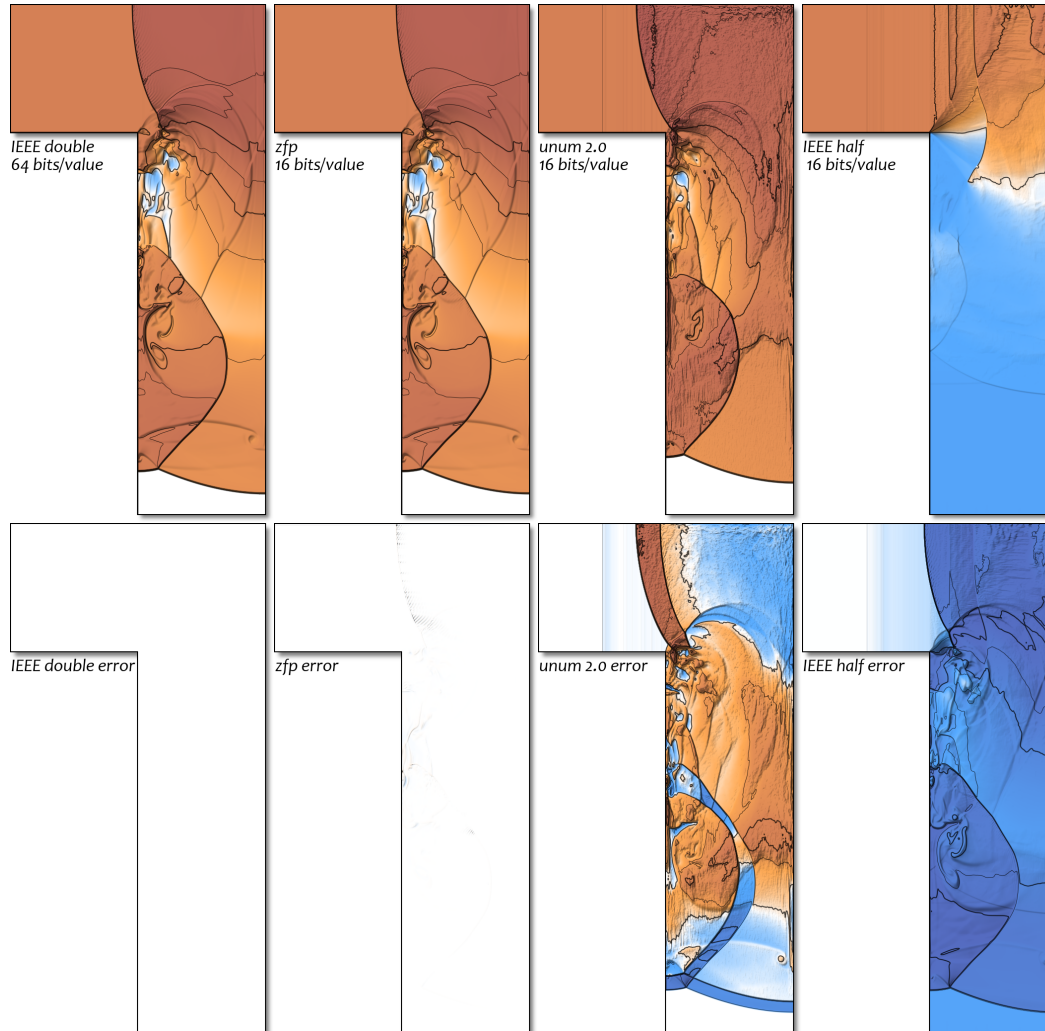 IEEE double
64 bits/value
zfp
16 bits/value
unum 2.0
16 bits/value
IEEE half
16 bits/value
IEEE double error
zfp error
unum 2.0 error
IEEE half error